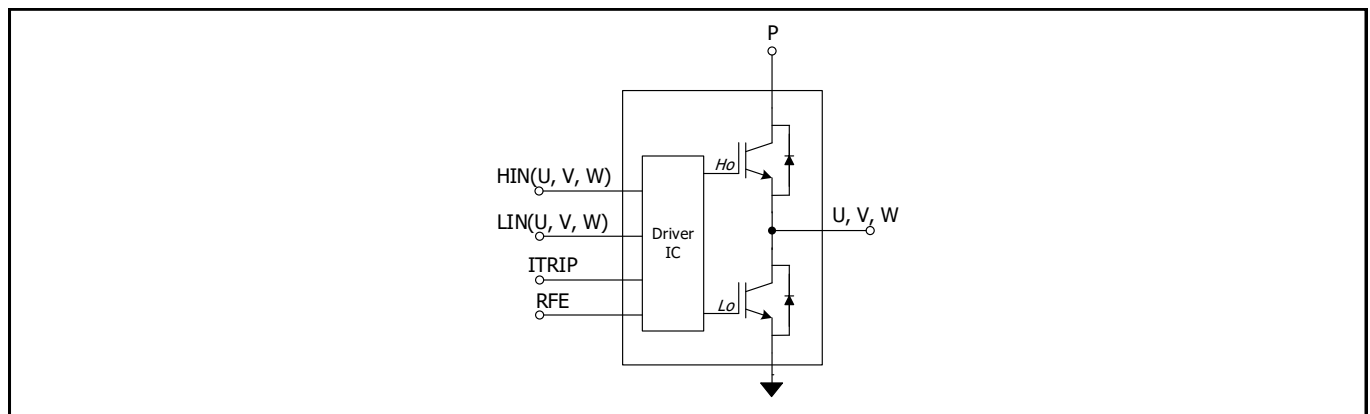 P
HIN(U, V, W)
Ho
U, V, W
LIN(U, V, W)
Driver
IC
ITRIP
RFE
Lo